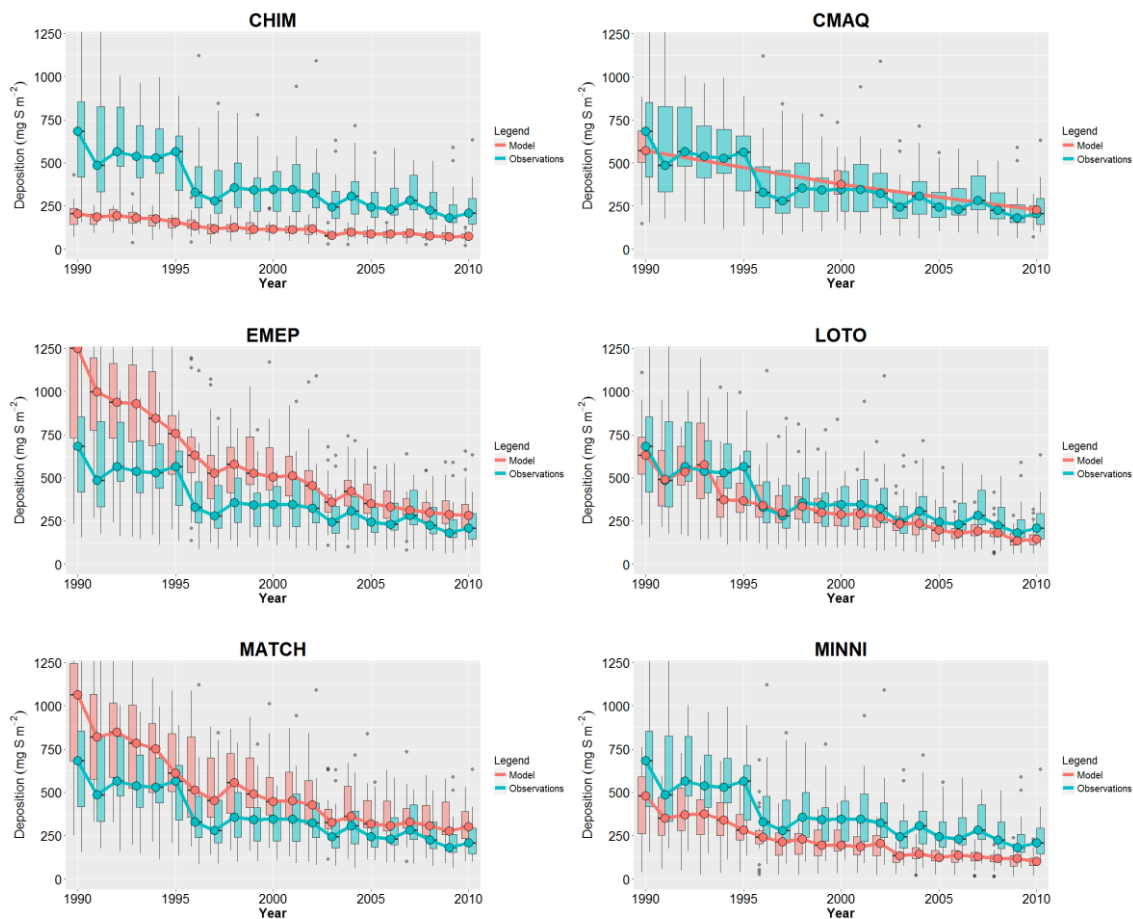 CHIM
CMAQ
Deposition (mg S m⁻²)
1250
1000
750
500
250
0
1990
1995
2000
2005
2010
Year
Legend
Model
Observations
Deposition (mg S m⁻²)
1250
1000
750
500
250
0
1990
1995
2000
2005
2010
Year
Legend
Model
Observations
EMEP
LOTO
Deposition (mg S m⁻²)
1250
1000
750
500
250
0
1990
1995
2000
2005
2010
Year
Legend
Model
Observations
Deposition (mg S m⁻²)
1250
1000
750
500
250
0
1990
1995
2000
2005
2010
Year
Legend
Model
Observations
MATCH
MINNI
Deposition (mg S m⁻²)
1250
1000
750
500
250
0
1990
1995
2000
2005
2010
Year
Legend
Model
Observations
Deposition (mg S m⁻²)
1250
1000
750
500
250
0
1990
1995
2000
2005
2010
Year
Legend
Model
Observations